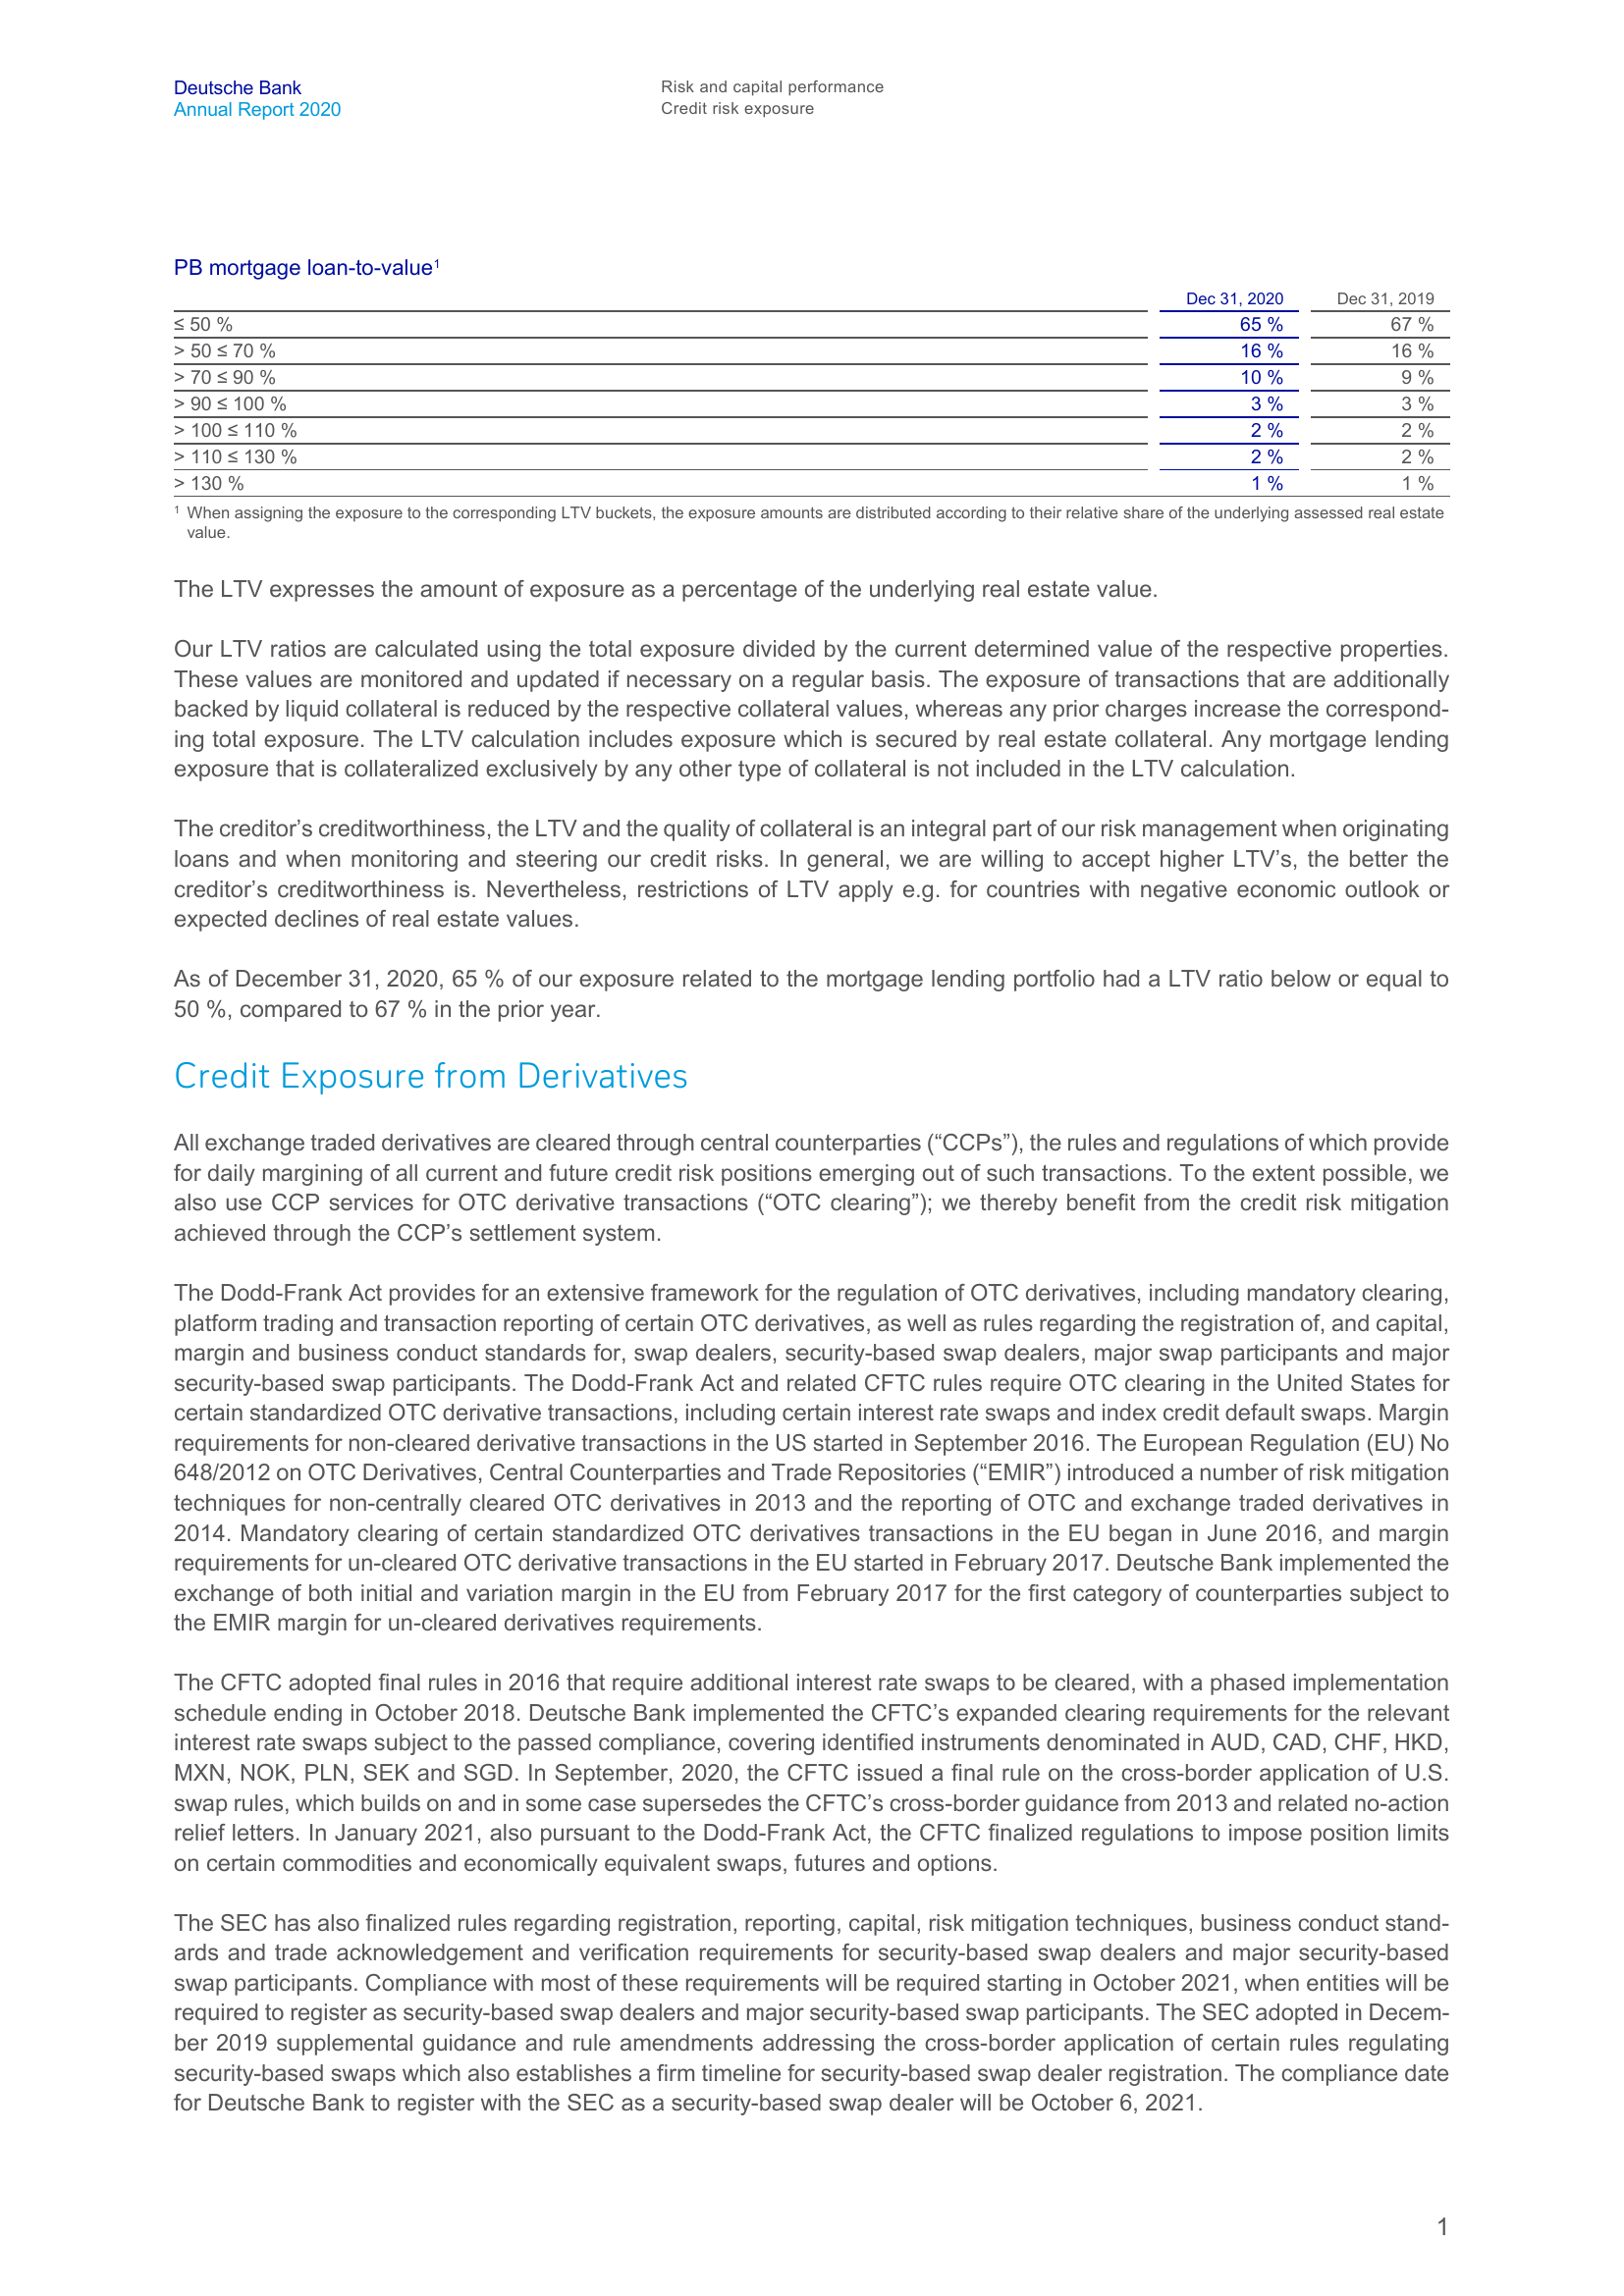 Deutsche Bank
Annual Report 2020
Risk and capital performance
Credit risk exposure
PB mortgage loan-to-value¹
Dec 31, 2020 Dec 31, 2019
≤ 50 % 65 % 67 %
> 50 ≤ 70 % 16 % 16 %
> 70 ≤ 90 % 10 % 9 %
> 90 ≤ 100 % 3 % 3 %
> 100 ≤ 110 % 2 % 2 %
> 110 ≤ 130 % 2 % 2 %
> 130 % 1 % 1 %
¹ When assigning the exposure to the corresponding LTV buckets, the exposure amounts are distributed according to their relative share of the underlying assessed real estate
value.
The LTV expresses the amount of exposure as a percentage of the underlying real estate value.
Our LTV ratios are calculated using the total exposure divided by the current determined value of the respective properties.
These values are monitored and updated if necessary on a regular basis. The exposure of transactions that are additionally
backed by liquid collateral is reduced by the respective collateral values, whereas any prior charges increase the correspond-
ing total exposure. The LTV calculation includes exposure which is secured by real estate collateral. Any mortgage lending
exposure that is collateralized exclusively by any other type of collateral is not included in the LTV calculation.
The creditor’s creditworthiness, the LTV and the quality of collateral is an integral part of our risk management when originating
loans and when monitoring and steering our credit risks. In general, we are willing to accept higher LTV’s, the better the
creditor’s creditworthiness is. Nevertheless, restrictions of LTV apply e.g. for countries with negative economic outlook or
expected declines of real estate values.
As of December 31, 2020, 65 % of our exposure related to the mortgage lending portfolio had a LTV ratio below or equal to
50 %, compared to 67 % in the prior year.
Credit Exposure from Derivatives
All exchange traded derivatives are cleared through central counterparties (“CCPs”), the rules and regulations of which provide
for daily margining of all current and future credit risk positions emerging out of such transactions. To the extent possible, we
also use CCP services for OTC derivative transactions (“OTC clearing”); we thereby benefit from the credit risk mitigation
achieved through the CCP’s settlement system.
The Dodd-Frank Act provides for an extensive framework for the regulation of OTC derivatives, including mandatory clearing,
platform trading and transaction reporting of certain OTC derivatives, as well as rules regarding the registration of, and capital,
margin and business conduct standards for, swap dealers, security-based swap dealers, major swap participants and major
security-based swap participants. The Dodd-Frank Act and related CFTC rules require OTC clearing in the United States for
certain standardized OTC derivative transactions, including certain interest rate swaps and index credit default swaps. Margin
requirements for non-cleared derivative transactions in the US started in September 2016. The European Regulation (EU) No
648/2012 on OTC Derivatives, Central Counterparties and Trade Repositories (“EMIR”) introduced a number of risk mitigation
techniques for non-centrally cleared OTC derivatives in 2013 and the reporting of OTC and exchange traded derivatives in
2014. Mandatory clearing of certain standardized OTC derivatives transactions in the EU began in June 2016, and margin
requirements for un-cleared OTC derivative transactions in the EU started in February 2017. Deutsche Bank implemented the
exchange of both initial and variation margin in the EU from February 2017 for the first category of counterparties subject to
the EMIR margin for un-cleared derivatives requirements.
The CFTC adopted final rules in 2016 that require additional interest rate swaps to be cleared, with a phased implementation
schedule ending in October 2018. Deutsche Bank implemented the CFTC’s expanded clearing requirements for the relevant
interest rate swaps subject to the passed compliance, covering identified instruments denominated in AUD, CAD, CHF, HKD,
MXN, NOK, PLN, SEK and SGD. In September, 2020, the CFTC issued a final rule on the cross-border application of U.S.
swap rules, which builds on and in some case supersedes the CFTC’s cross-border guidance from 2013 and related no-action
relief letters. In January 2021, also pursuant to the Dodd-Frank Act, the CFTC finalized regulations to impose position limits
on certain commodities and economically equivalent swaps, futures and options.
The SEC has also finalized rules regarding registration, reporting, capital, risk mitigation techniques, business conduct stand-
ards and trade acknowledgement and verification requirements for security-based swap dealers and major security-based
swap participants. Compliance with most of these requirements will be required starting in October 2021, when entities will be
required to register as security-based swap dealers and major security-based swap participants. The SEC adopted in Decem-
ber 2019 supplemental guidance and rule amendments addressing the cross-border application of certain rules regulating
security-based swaps which also establishes a firm timeline for security-based swap dealer registration. The compliance date
for Deutsche Bank to register with the SEC as a security-based swap dealer will be October 6, 2021.
1